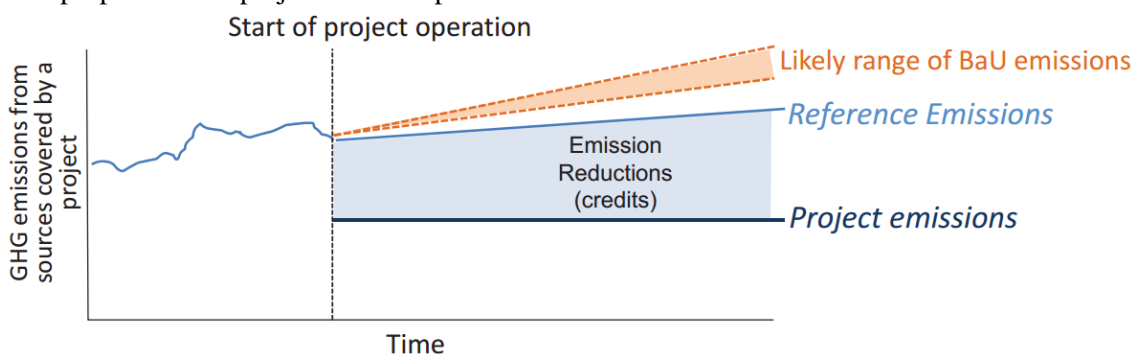 Start of project operation
GHG emissions from
sources covered by a
project
Likely range of BaU emissions
Reference Emissions
Emission
Reductions
(credits)
Project emissions
Time